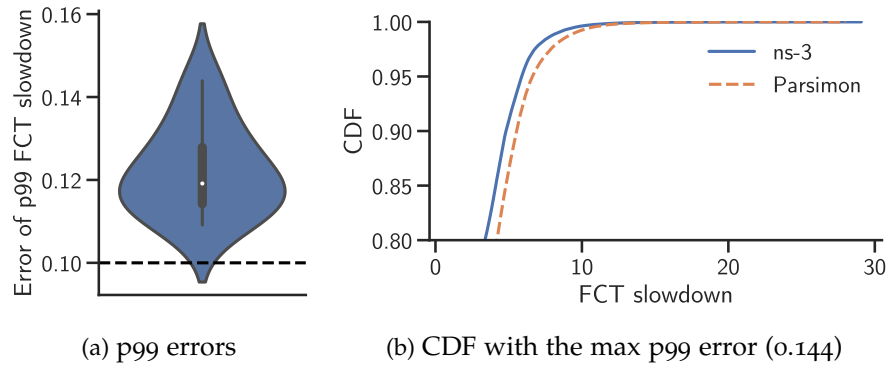 Error of p99 FCT slowdown
0.16
0.14
0.12
0.10
(a) p99 errors
CDF
1.00
0.95
0.90
0.85
0.80
0
10
20
30
FCT slowdown
ns-3
Parsimon
(b) CDF with the max p99 error (0.144)